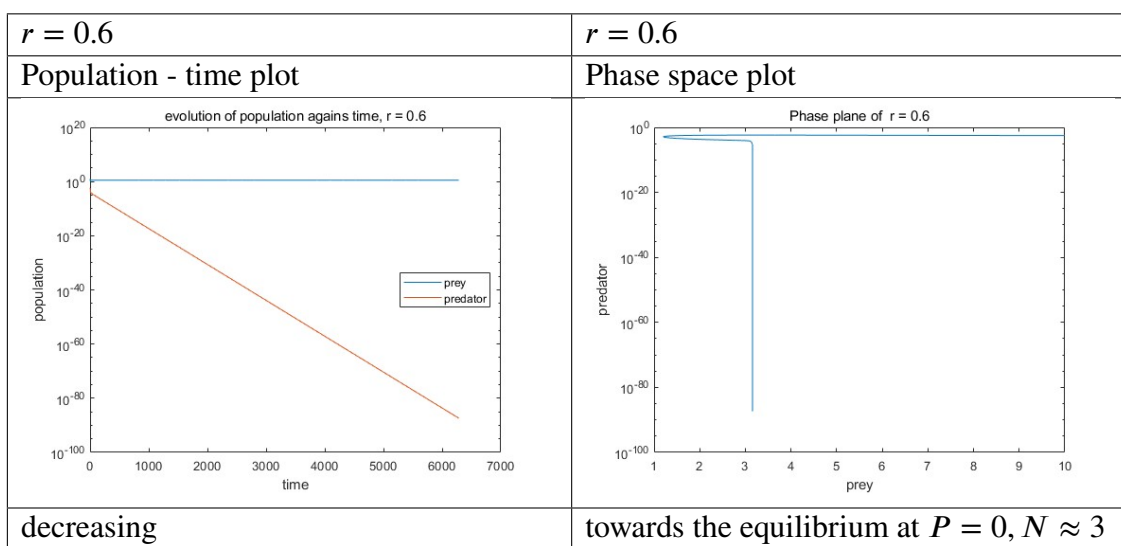 r = 0.6
r = 0.6
Population - time plot
Phase space plot
evolution of population agains time, r = 0.6
10^20
10^0
10^-20
10^-40
10^-60
10^-80
10^-100
population
prey
predator
0 1000 2000 3000 4000 5000 6000 7000
time
Phase plane of r = 0.6
10^0
10^-20
10^-40
10^-60
10^-80
10^-100
predator
1 2 3 4 5 6 7 8 9 10
prey
decreasing
towards the equilibrium at P = 0, N ≈ 3